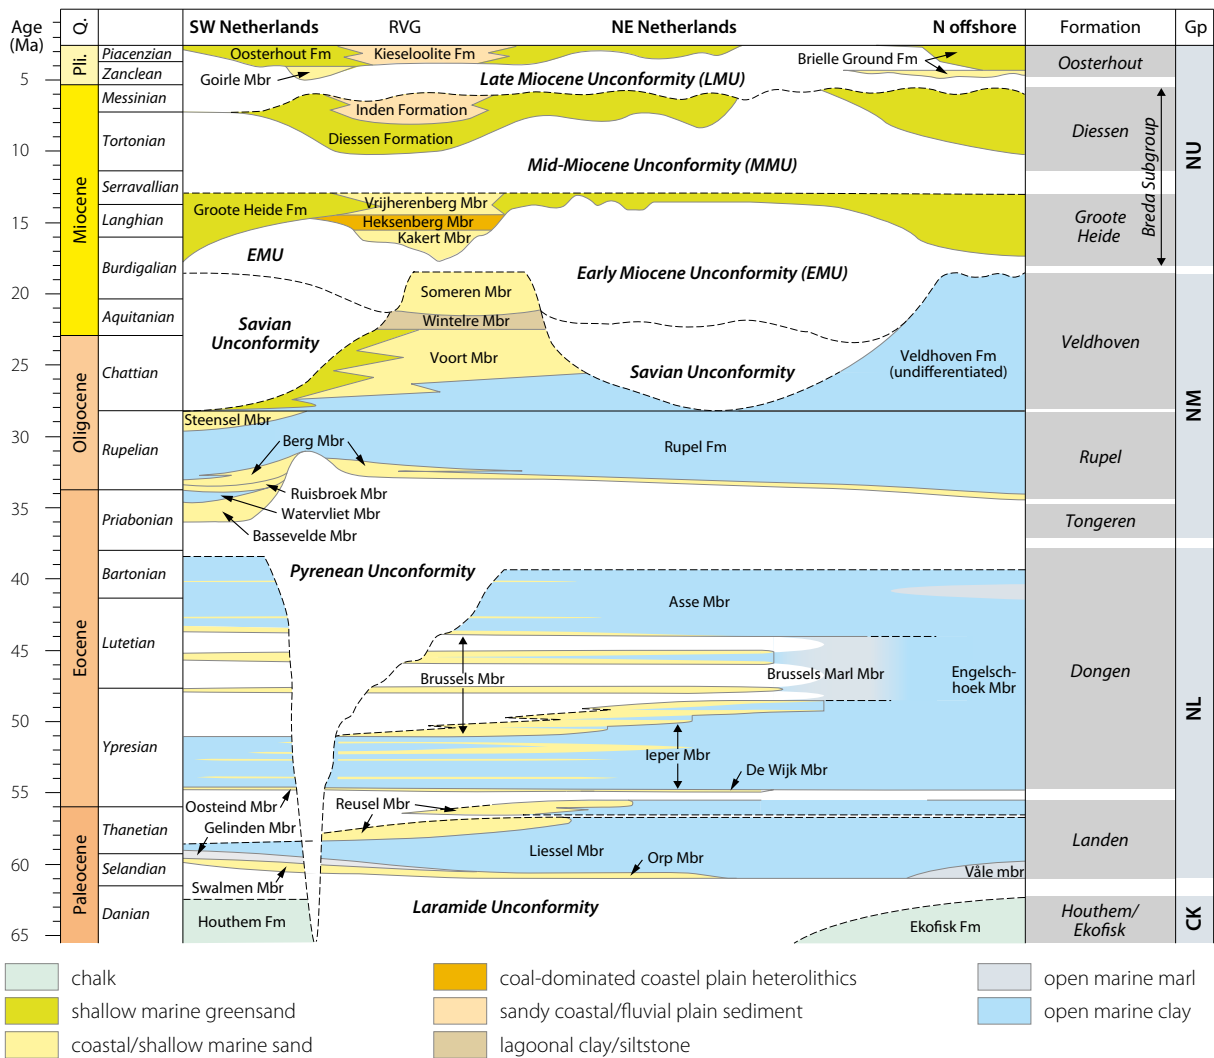 Age
(Ma)
Q.
SW Netherlands
RVG
NE Netherlands
N offshore
Formation
Gp
Pli.
Piacenzian
Oosterhout Fm
Kieseloolite Fm
Brielle Ground Fm
Oosterhout
Zanclean
Goirle Mbr
Late Miocene Unconformity (LMU)
5
Messinian
Inden Formation
Diessen Formation
Diessen
Tortonian
10
Mid-Miocene Unconformity (MMU)
NU
Breda Subgroup
Miocene
Serravallian
Groote Heide Fm
Vrijherenberg Mbr
Langhian
Heksenberg Mbr
Groote
Heide
15
Kakert Mbr
EMU
Burdigalian
Early Miocene Unconformity (EMU)
20
Someren Mbr
Aquitanian
Wintelre Mbr
Savian
Unconformity
Veldhoven
25
Voort Mbr
Veldhoven Fm
(undifferentiated)
Chattian
Savian Unconformity
Oligocene
NM
Steensel Mbr
30
Rupelian
Berg Mbr
Rupel Fm
Rupel
Ruisbroek Mbr
Watervliet Mbr
35
Priabonian
Bassevelde Mbr
Tongeren
Pyrenean Unconformity
Bartonian
40
Asse Mbr
Eocene
Lutetian
45
Brussels Mbr
Brussels Marl Mbr
Engelsch-
hoek Mbr
Dongen
50
NL
Ypresian
Ieper Mbr
De Wijk Mbr
55
Oosteind Mbr
Reusel Mbr
Gelinden Mbr
Thanetian
Liessel Mbr
Orp Mbr
Landen
60
Selandian
Våle mbr
Paleocene
Swalmen Mbr
Danian
Houthem Fm
Laramide Unconformity
Ekofisk Fm
Houthem/
Ekofisk
CK
65
chalk
coal-dominated coastel plain heterolithics
open marine marl
shallow marine greensand
sandy coastal/fluvial plain sediment
open marine clay
coastal/shallow marine sand
lagoonal clay/siltstone